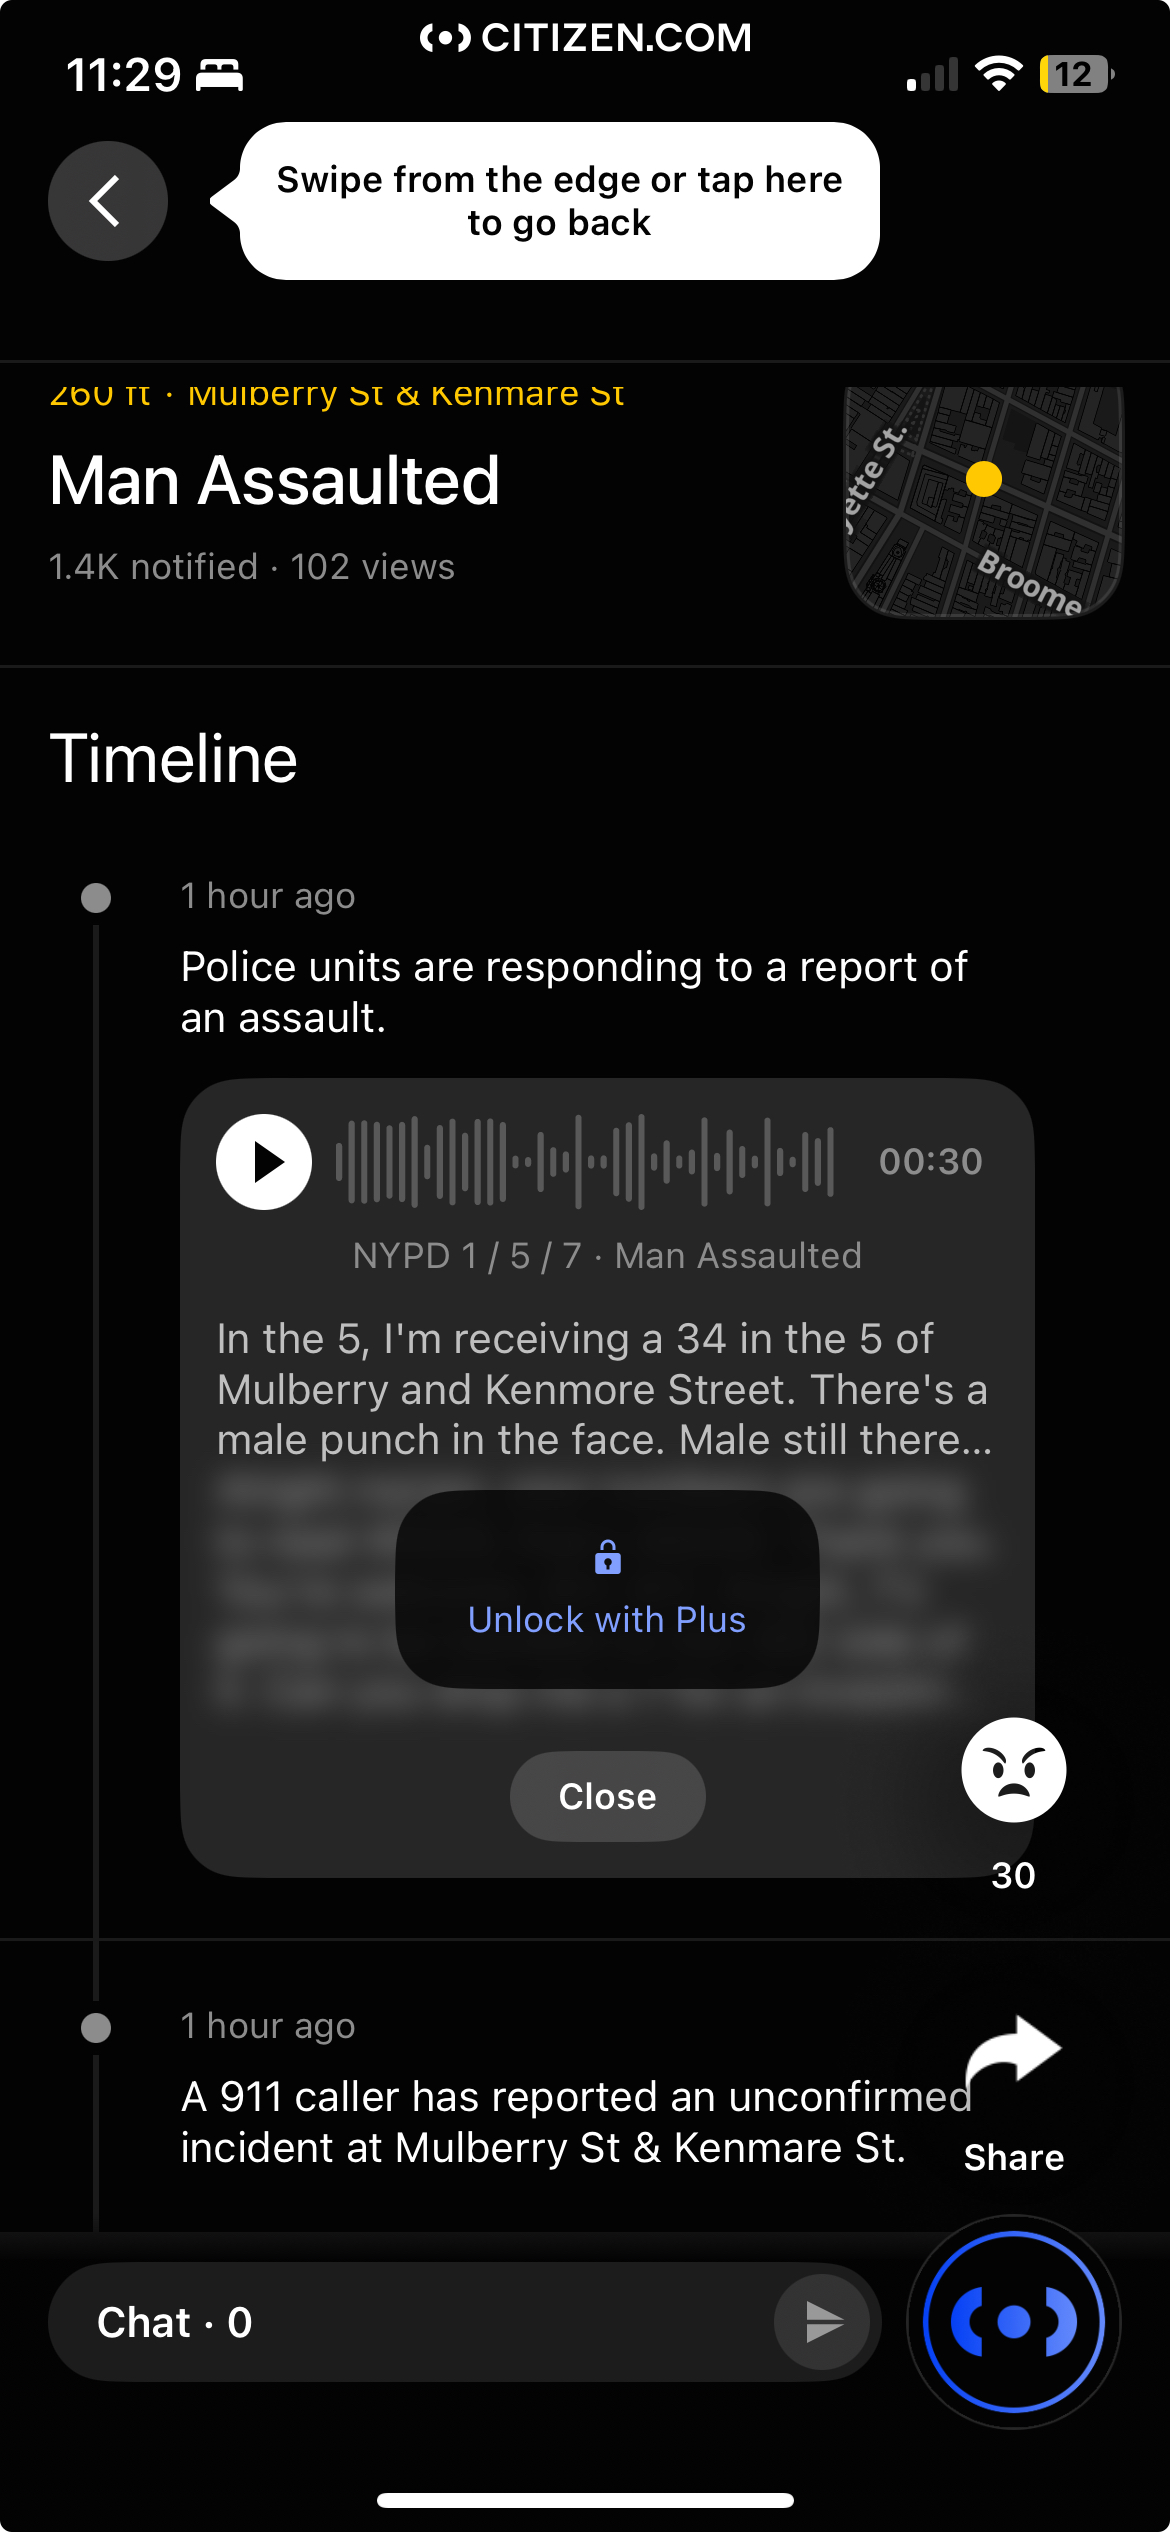 CITIZEN.COM
11:29
12
Swipe from the edge or tap here
to go back
260 ft · Mulberry St & Kenmare St
Man Assaulted
1.4K notified · 102 views
yette St.
Broome
Timeline
1 hour ago
Police units are responding to a report of
an assault.
00:30
NYPD 1 / 5 / 7 · Man Assaulted
In the 5, I'm receiving a 34 in the 5 of
Mulberry and Kenmore Street. There's a
male punch in the face. Male still there...
Unlock with Plus
Close
30
1 hour ago
A 911 caller has reported an unconfirmed
incident at Mulberry St & Kenmare St.
Share
Chat · 0